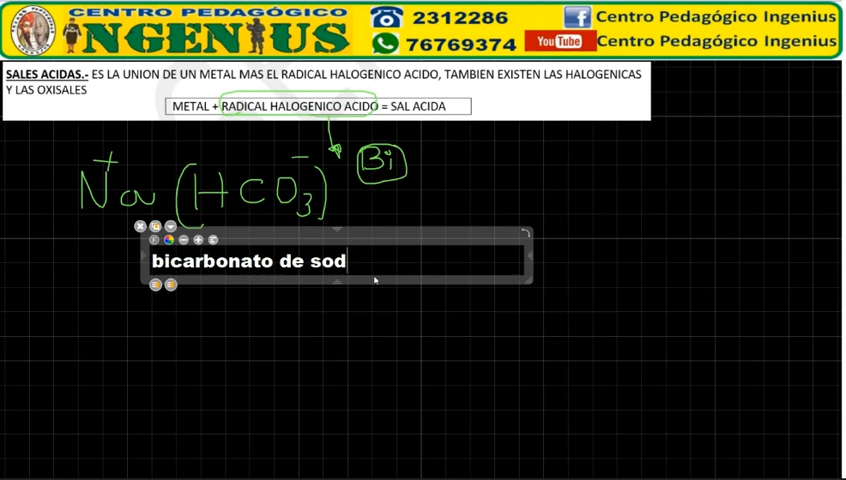 CENTRO PEDAGÓGICO
INGENIUS
2312286
76769374
Centro Pedagógico Ingenius
You Tube Centro Pedagógico Ingenius
SALES ACIDAS.- ES LA UNION DE UN METAL MAS EL RADICAL HALOGENICO ACIDO, TAMBIEN EXISTEN LAS HALOGENICAS
Y LAS OXISALES
METAL + RADICAL HALOGENICO ACIDO = SAL ACIDA
Bi
Na+ (HCO3-)
bicarbonato de sod